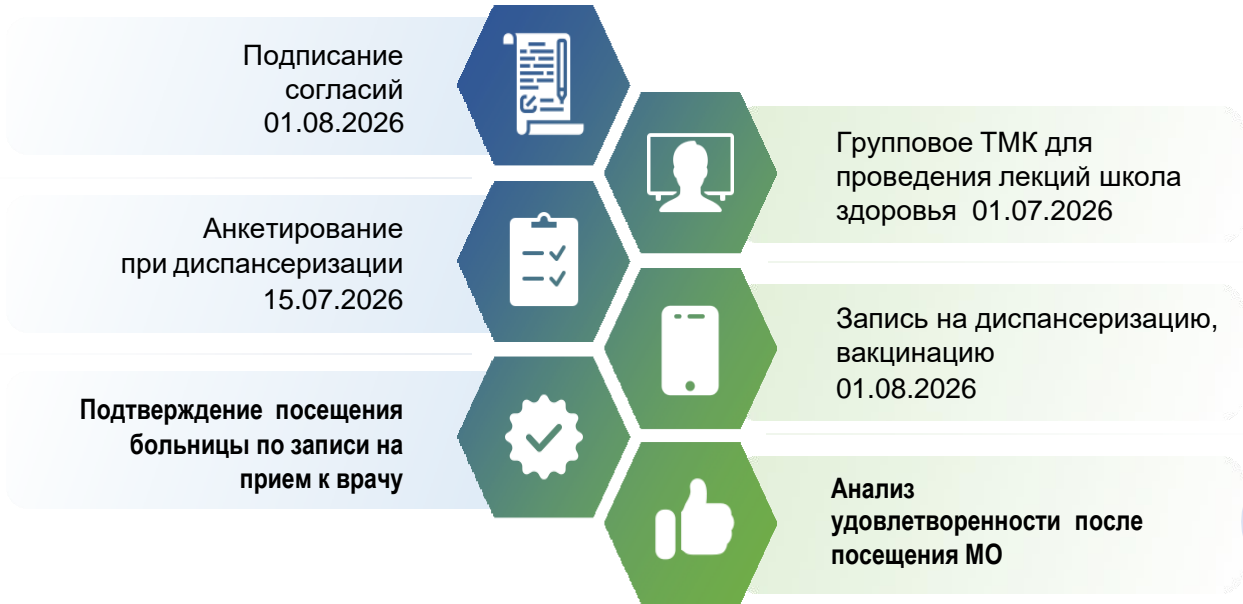 Подписание
согласий
01.08.2026
Групповое ТМК для
проведения лекций школа
здоровья 01.07.2026
Анкетирование
при диспансеризации
15.07.2026
Запись на диспансеризацию,
вакцинацию
01.08.2026
Подтверждение посещения
больницы по записи на
прием к врачу
Анализ
удовлетворенности после
посещения МО